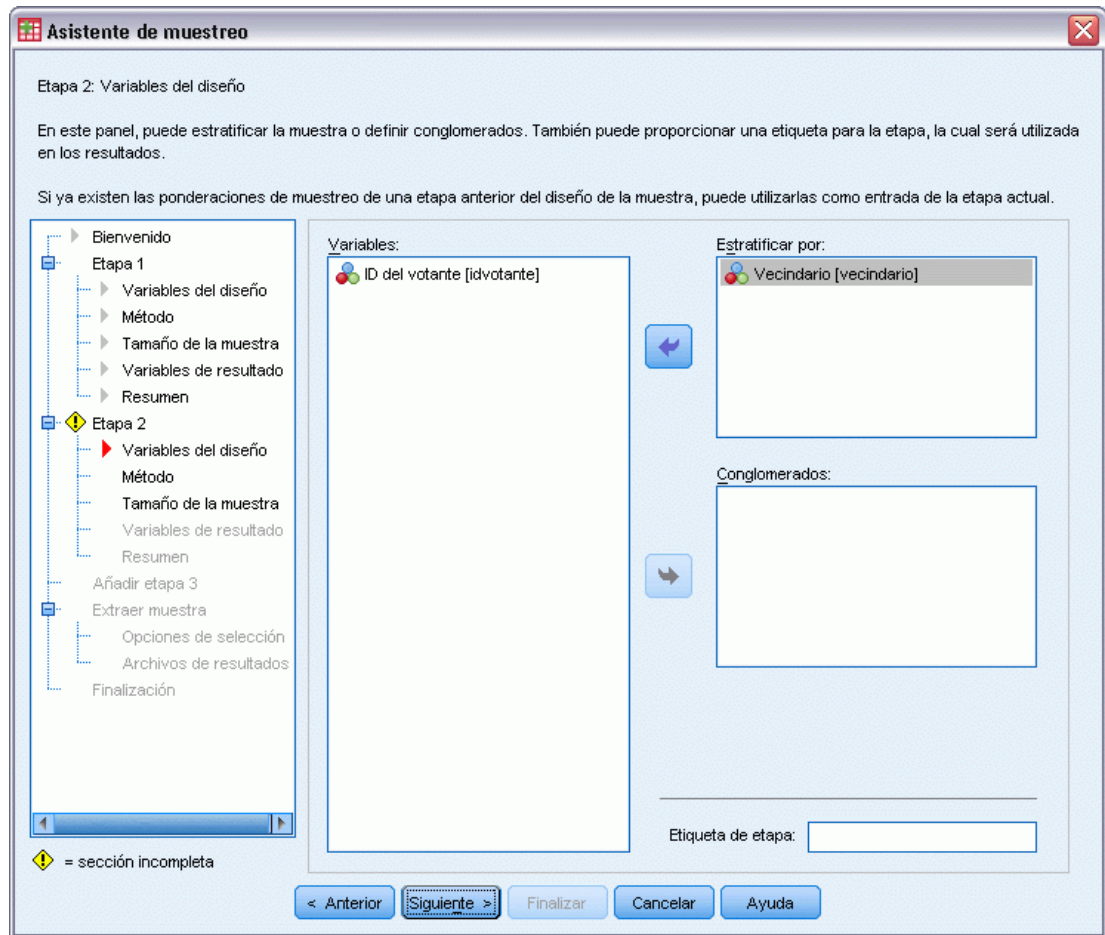 Asistente de muestreo
Etapa 2: Variables del diseño
En este panel, puede estratificar la muestra o definir conglomerados. También puede proporcionar una etiqueta para la etapa, la cual será utilizada
en los resultados.
Si ya existen las ponderaciones de muestreo de una etapa anterior del diseño de la muestra, puede utilizarlas como entrada de la etapa actual.
Bienvenido
Etapa 1
Variables del diseño
Método
Tamaño de la muestra
Variables de resultado
Resumen
Etapa 2
Variables del diseño
Método
Tamaño de la muestra
Variables de resultado
Resumen
Añadir etapa 3
Extraer muestra
Opciones de selección
Archivos de resultados
Finalización
= sección incompleta
Variables:
ID del votante [idvotante]
Estratificar por:
Vecindario [vecindario]
Conglomerados:
Etiqueta de etapa:
< Anterior
Siguiente >
Finalizar
Cancelar
Ayuda